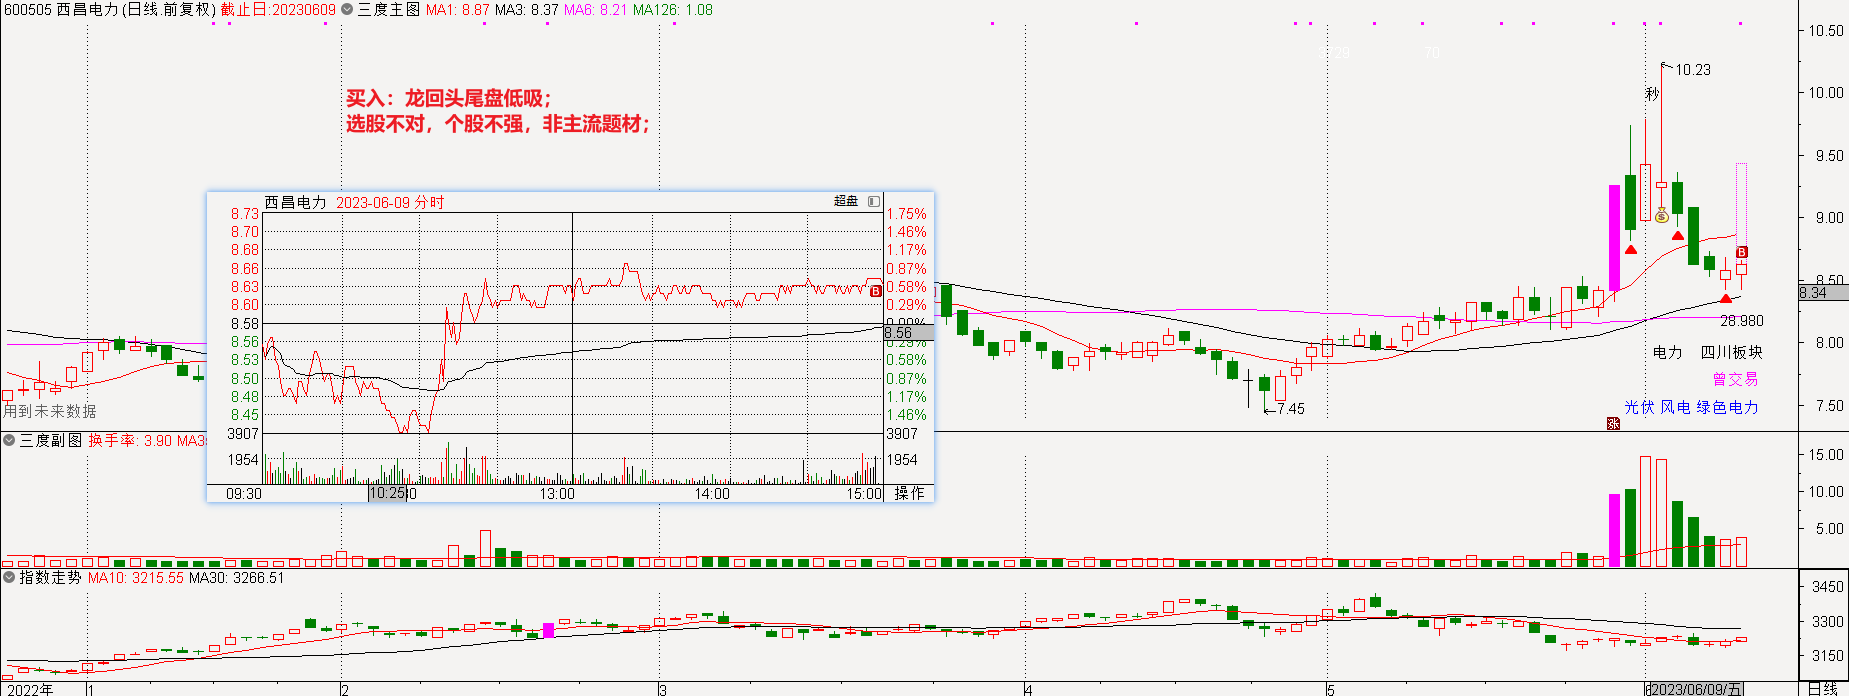 600505 西昌电力(日线.前复权) 截止日:20230609 三度主图 MA1: 8.87 MA3: 8.37 MA6: 8.21 MA126: 1.08
10.50
70
10.23
10.00
秒
买入：龙回头尾盘低吸；
选股不对，个股不强，非主流题材；
9.50
9.00
8.50
8.34
8.00
7.50
B
28.980
电力 四川板块
曾交易
光伏 风电 绿色电力
涨
7.45
用到未来数据
西昌电力 2023-06-09 分时 超盘
8.73 1.75%
8.70 1.46%
8.68 1.17%
8.66 0.87%
8.63 0.58%
8.60 0.29%
8.58 0.00%
8.56
8.56 0.29%
8.53 0.58%
8.50 0.87%
8.48 1.17%
8.45 1.46%
3907 3907
1954 1954
B
09:30 10:25 13:00 14:00 15:00 操作
三度副图 换手率: 3.90 MA3
15.00
10.00
5.00
指数走势 MA10: 3215.55 MA30: 3266.51
3450
3300
3150
2022年 1 2 3 4 5 2023/06/09/五 日线